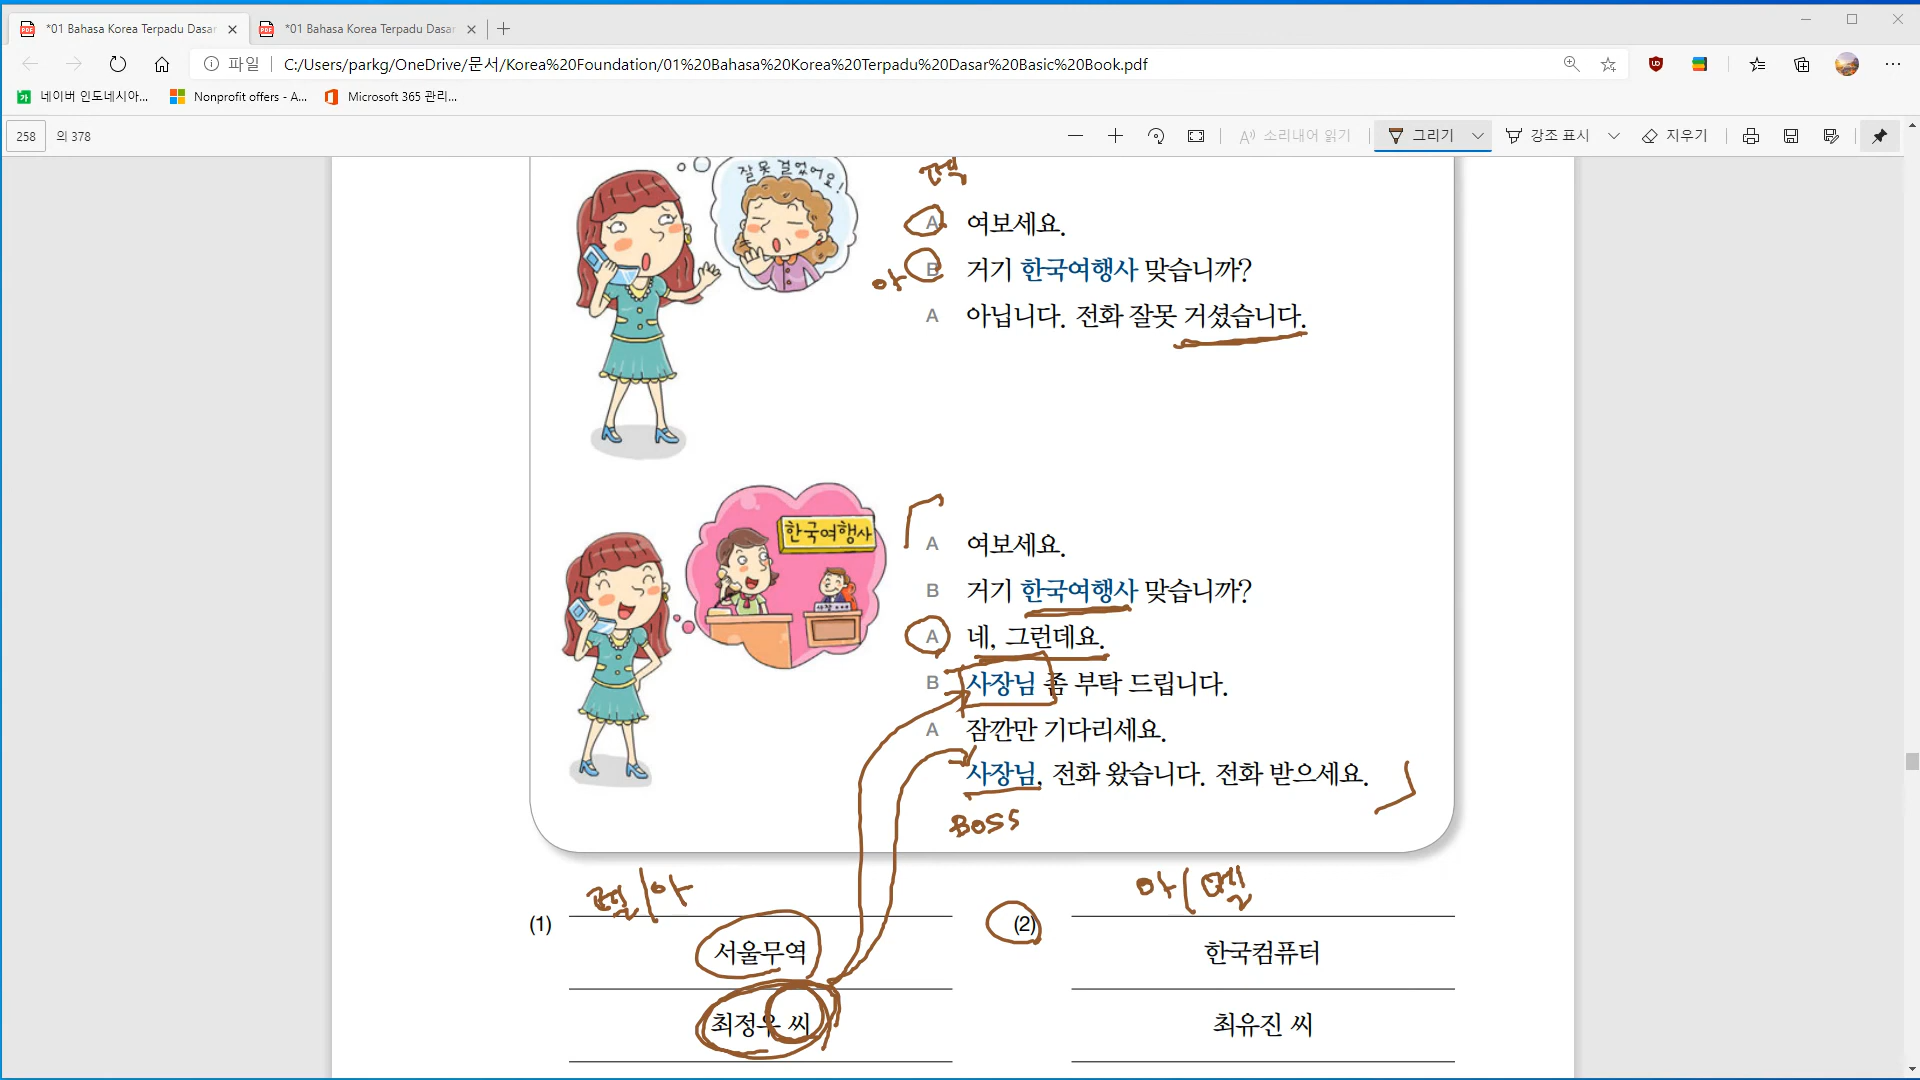 *01 Bahasa Korea Terpadu Dasar
*01 Bahasa Korea Terpadu Dasar
파일 C:/Users/parkg/OneDrive/문서/Korea%20Foundation/01%20Bahasa%20Korea%20Terpadu%20Dasar%20Basic%20Book.pdf
네이버 인도네시아... Nonprofit offers - A... Microsoft 365 관리...
258 의 378 소리내어 읽기 그리기 강조 표시 지우기
잘못 걸었어요!
A 여보세요.
B 거기 한국여행사 맞습니까?
아
A 아닙니다. 전화 잘못 거셨습니다.
한국여행사
A 여보세요.
B 거기 한국여행사 맞습니까?
A 네, 그런데요.
B 사장님 좀 부탁 드립니다.
A 잠깐만 기다리세요.
사장님, 전화 왔습니다. 전화 받으세요.
BOSS
(1)
서울무역
최정우 씨
(2)
한국컴퓨터
최유진 씨